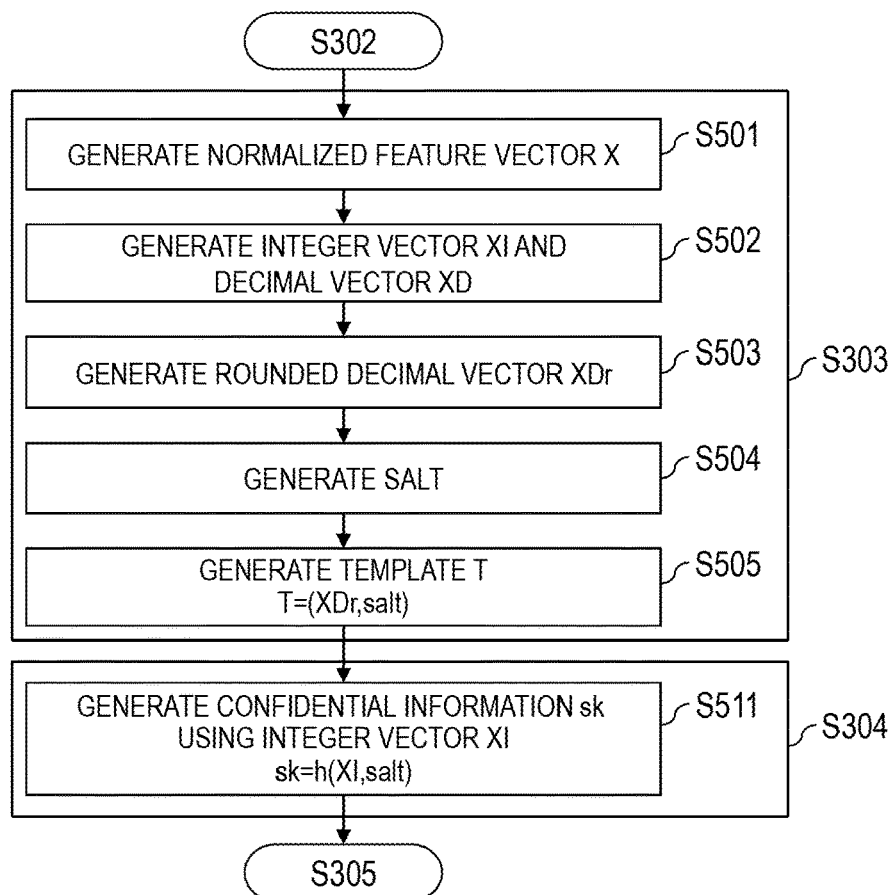 S302
GENERATE NORMALIZED FEATURE VECTOR X
S501
GENERATE INTEGER VECTOR XI AND
DECIMAL VECTOR XD
S502
GENERATE ROUNDED DECIMAL VECTOR XDr
S503
S303
GENERATE SALT
S504
GENERATE TEMPLATE T
T=(XDr,salt)
S505
GENERATE CONFIDENTIAL INFORMATION sk
USING INTEGER VECTOR XI
sk=h(XI,salt)
S511
S304
S305